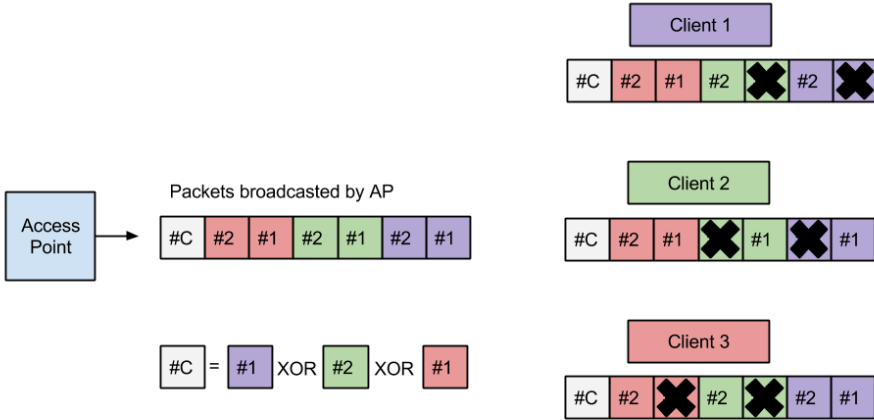 Client 1
#C #2 #1 #2 #2
Packets broadcasted by AP
Access
Point
#C #2 #1 #2 #1 #2 #1
Client 2
#C #2 #1 #1 #1
#C = #1 XOR #2 XOR #1
Client 3
#C #2 #2 #2 #1